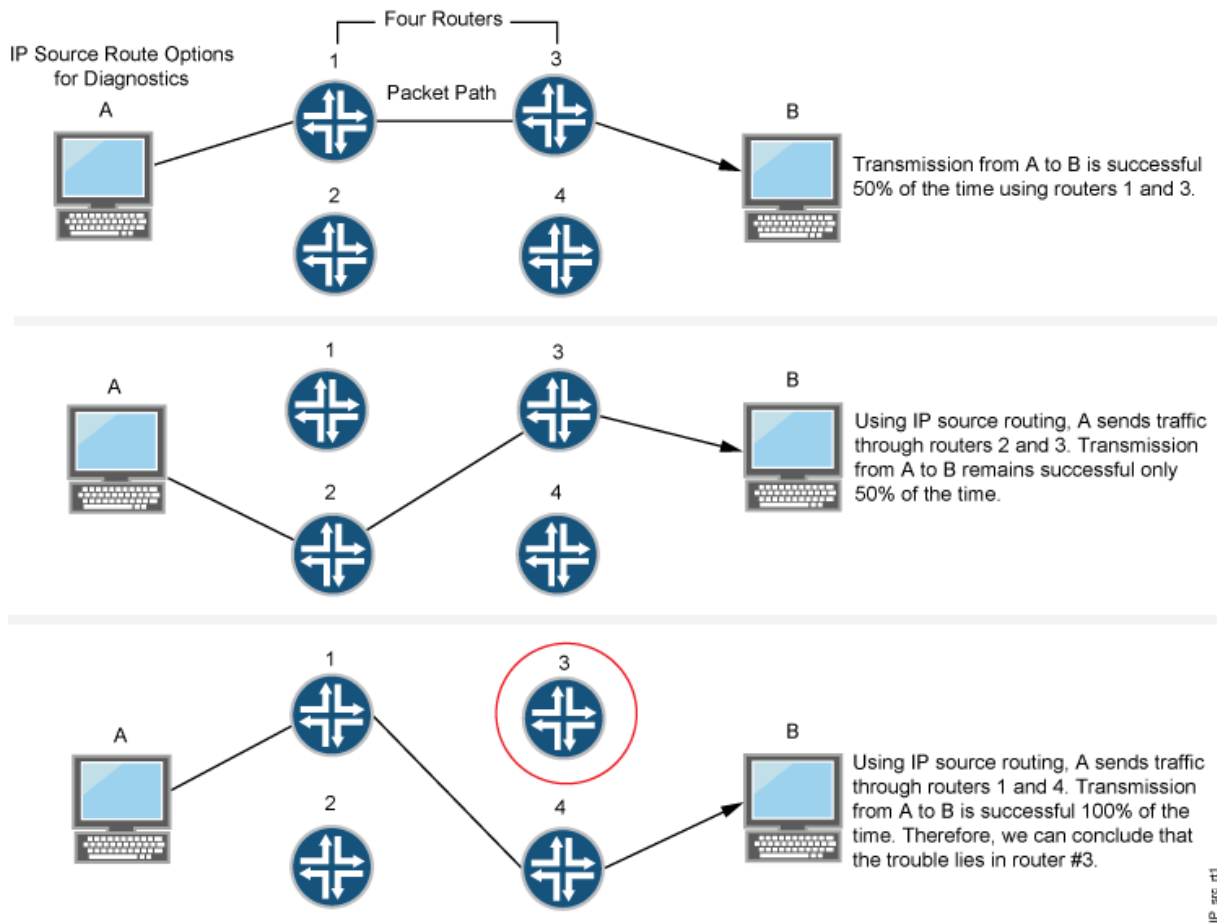 Four Routers
IP Source Route Options
for Diagnostics
1
3
Packet Path
A
B
Transmission from A to B is successful
50% of the time using routers 1 and 3.
2
4
1
3
A
B
Using IP source routing, A sends traffic
through routers 2 and 3. Transmission
from A to B remains successful only
50% of the time.
2
4
1
3
A
B
Using IP source routing, A sends traffic
through routers 1 and 4. Transmission
from A to B is successful 100% of the
time. Therefore, we can conclude that
the trouble lies in router #3.
2
4
IP_src_rt1